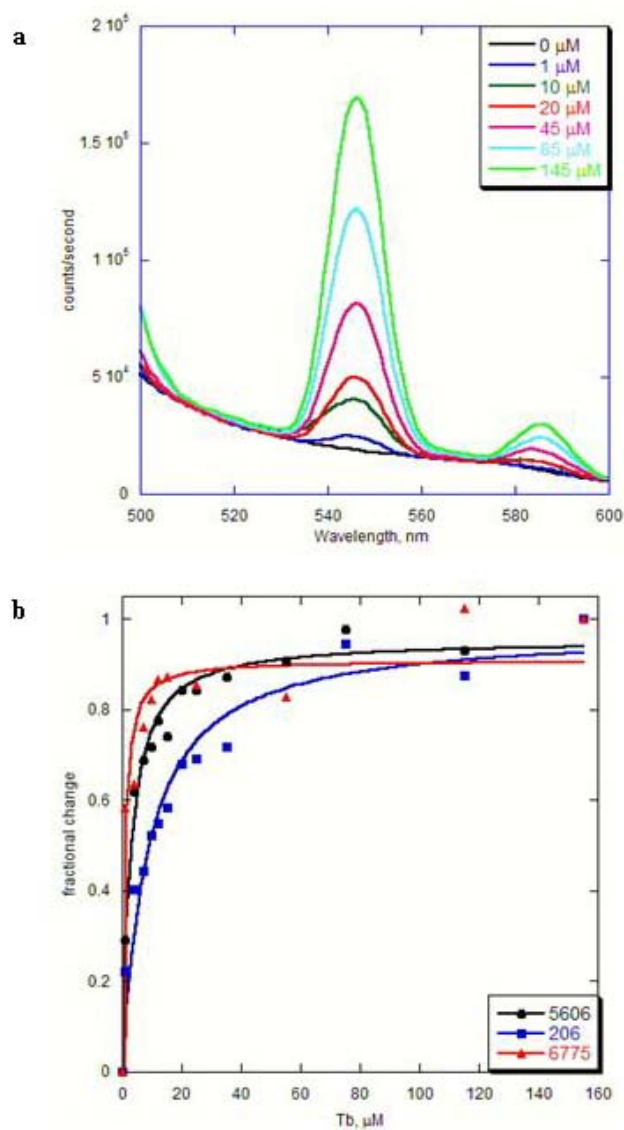 a
2 10⁵
1.5 10⁵
1 10⁵
5 10⁴
0
counts/second
0 µM
1 µM
10 µM
20 µM
45 µM
85 µM
145 µM
500 520 540 560 580 600
Wavelength, nm
b
1
0.8
0.6
0.4
0.2
0
fractional change
5606
206
6775
0 20 40 60 80 100 120 140 160
Tb, µM